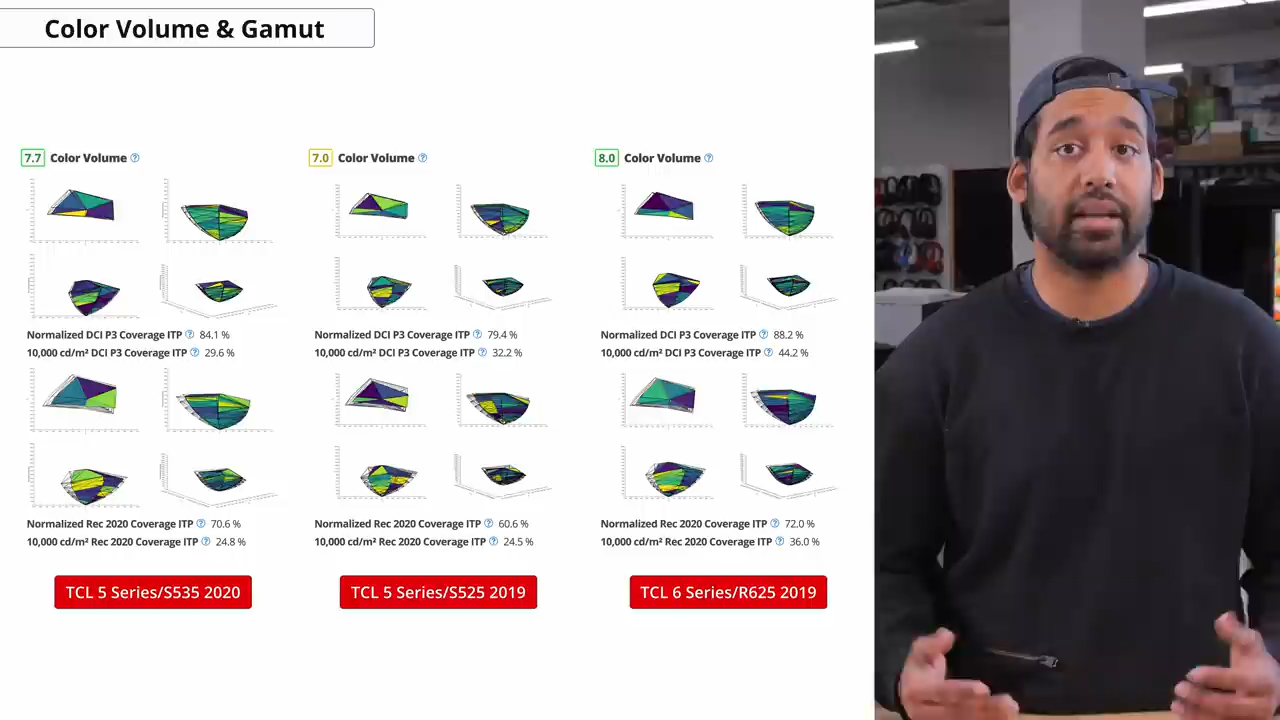 Color Volume & Gamut
7.7 Color Volume ?
Normalized DCI P3 Coverage ITP ? 84.1 %
10,000 cd/m² DCI P3 Coverage ITP ? 29.6 %
Normalized Rec 2020 Coverage ITP ? 70.6 %
10,000 cd/m² Rec 2020 Coverage ITP ? 24.8 %
TCL 5 Series/S535 2020
7.0 Color Volume ?
Normalized DCI P3 Coverage ITP ? 79.4 %
10,000 cd/m² DCI P3 Coverage ITP ? 32.2 %
Normalized Rec 2020 Coverage ITP ? 60.6 %
10,000 cd/m² Rec 2020 Coverage ITP ? 24.5 %
TCL 5 Series/S525 2019
8.0 Color Volume ?
Normalized DCI P3 Coverage ITP ? 88.2 %
10,000 cd/m² DCI P3 Coverage ITP ? 44.2 %
Normalized Rec 2020 Coverage ITP ? 72.0 %
10,000 cd/m² Rec 2020 Coverage ITP ? 36.0 %
TCL 6 Series/R625 2019